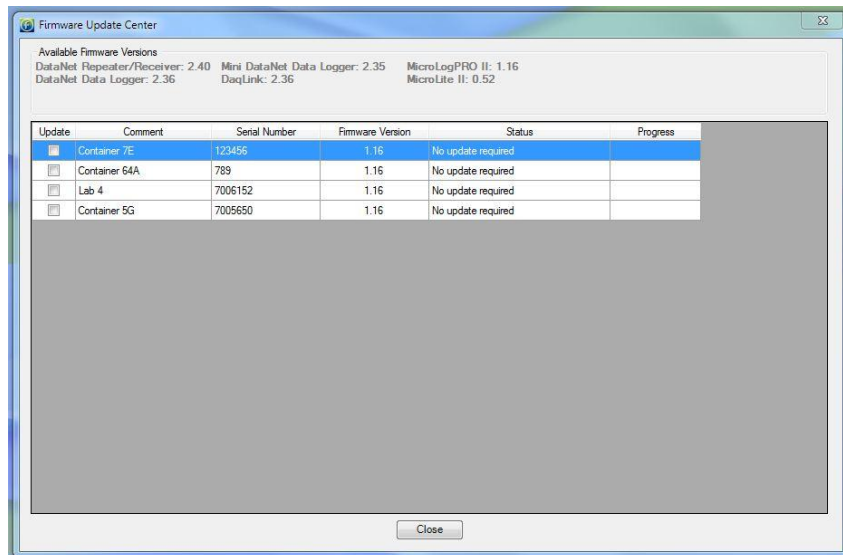 Firmware Update Center
Available Firmware Versions
DataNet Repeater/Receiver: 2.40 Mini DataNet Data Logger: 2.35 MicroLogPRO II: 1.16
DataNet Data Logger: 2.36 DaqLink: 2.36 MicroLite II: 0.52
Update Comment Serial Number Firmware Version Status Progress
Container 7E 123456 1.16 No update required
Container 64A 789 1.16 No update required
Lab 4 7006152 1.16 No update required
Container 5G 7005650 1.16 No update required
Close